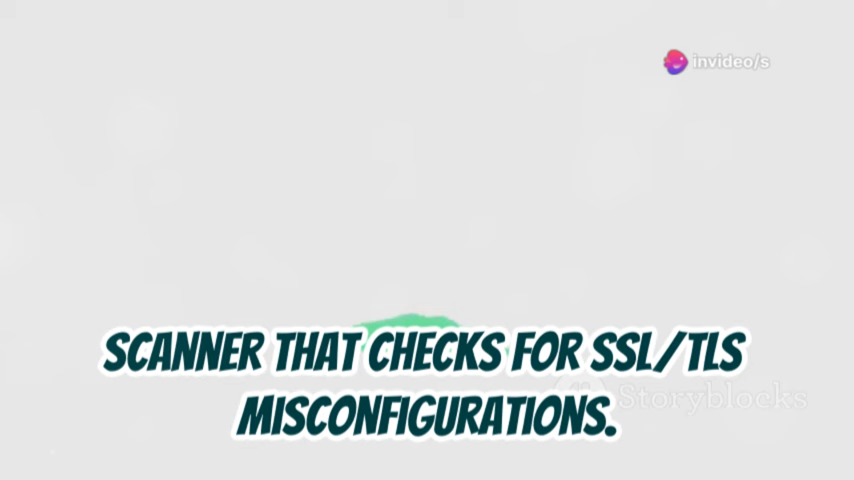 invideo/s
SCANNER THAT CHECKS FOR SSL/TLS
MISCONFIGURATIONS.
Storyblocks